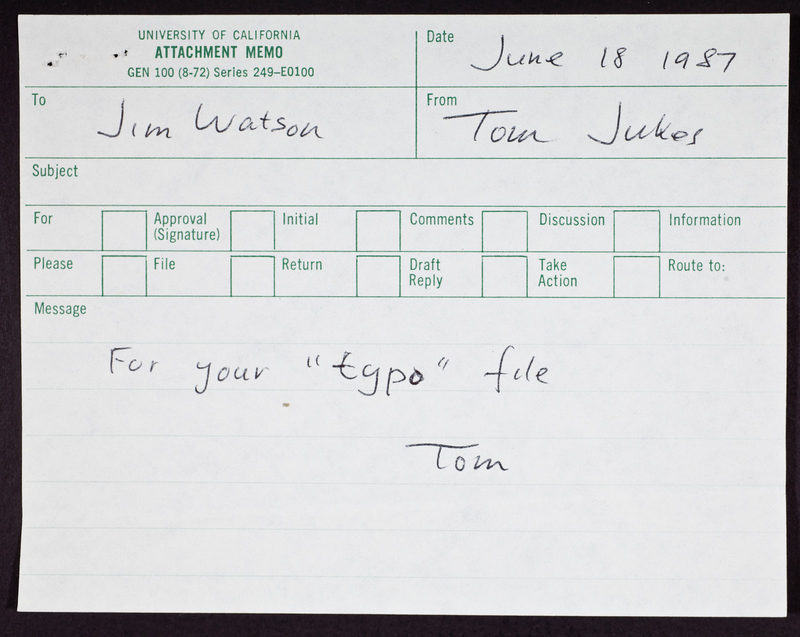 UNIVERSITY OF CALIFORNIA
ATTACHMENT MEMO
GEN 100 (8-72) Series 249-E0100
Date
June 18 1987
To
Jim Watson
From
Tom Jukes
Subject
For
Approval
(Signature)
Initial
Comments
Discussion
Information
Please
File
Return
Draft
Reply
Take
Action
Route to:
Message
For your "typo" file
Tom